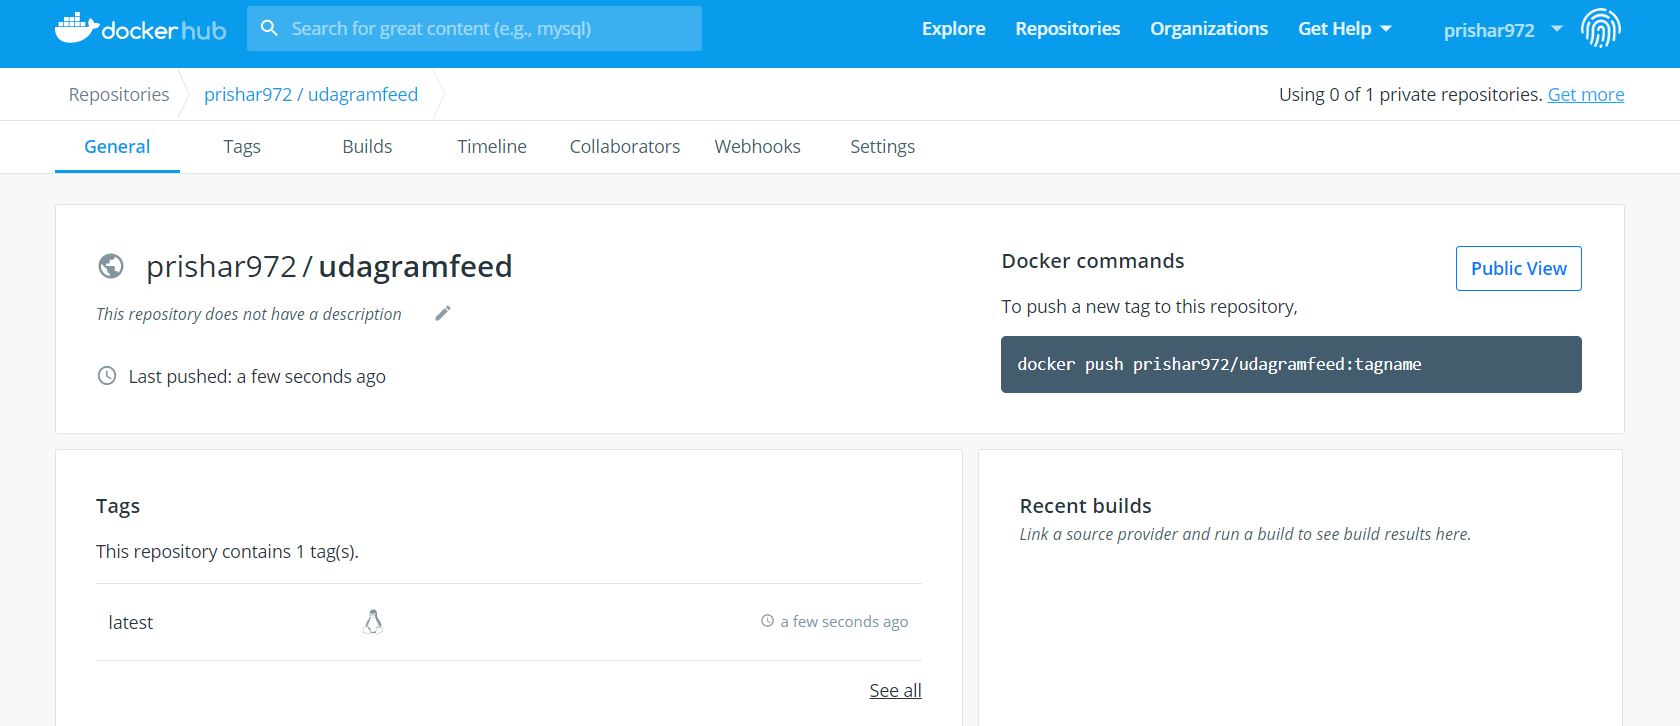 docker hub
Search for great content (e.g., mysql)
Explore Repositories Organizations Get Help prishar972
Repositories prishar972 / udagramfeed
Using 0 of 1 private repositories. Get more
General Tags Builds Timeline Collaborators Webhooks Settings
prishar972 / udagramfeed
This repository does not have a description
Last pushed: a few seconds ago
Docker commands
Public View
To push a new tag to this repository,
docker push prishar972/udagramfeed:tagname
Tags
This repository contains 1 tag(s).
latest a few seconds ago
See all
Recent builds
Link a source provider and run a build to see build results here.